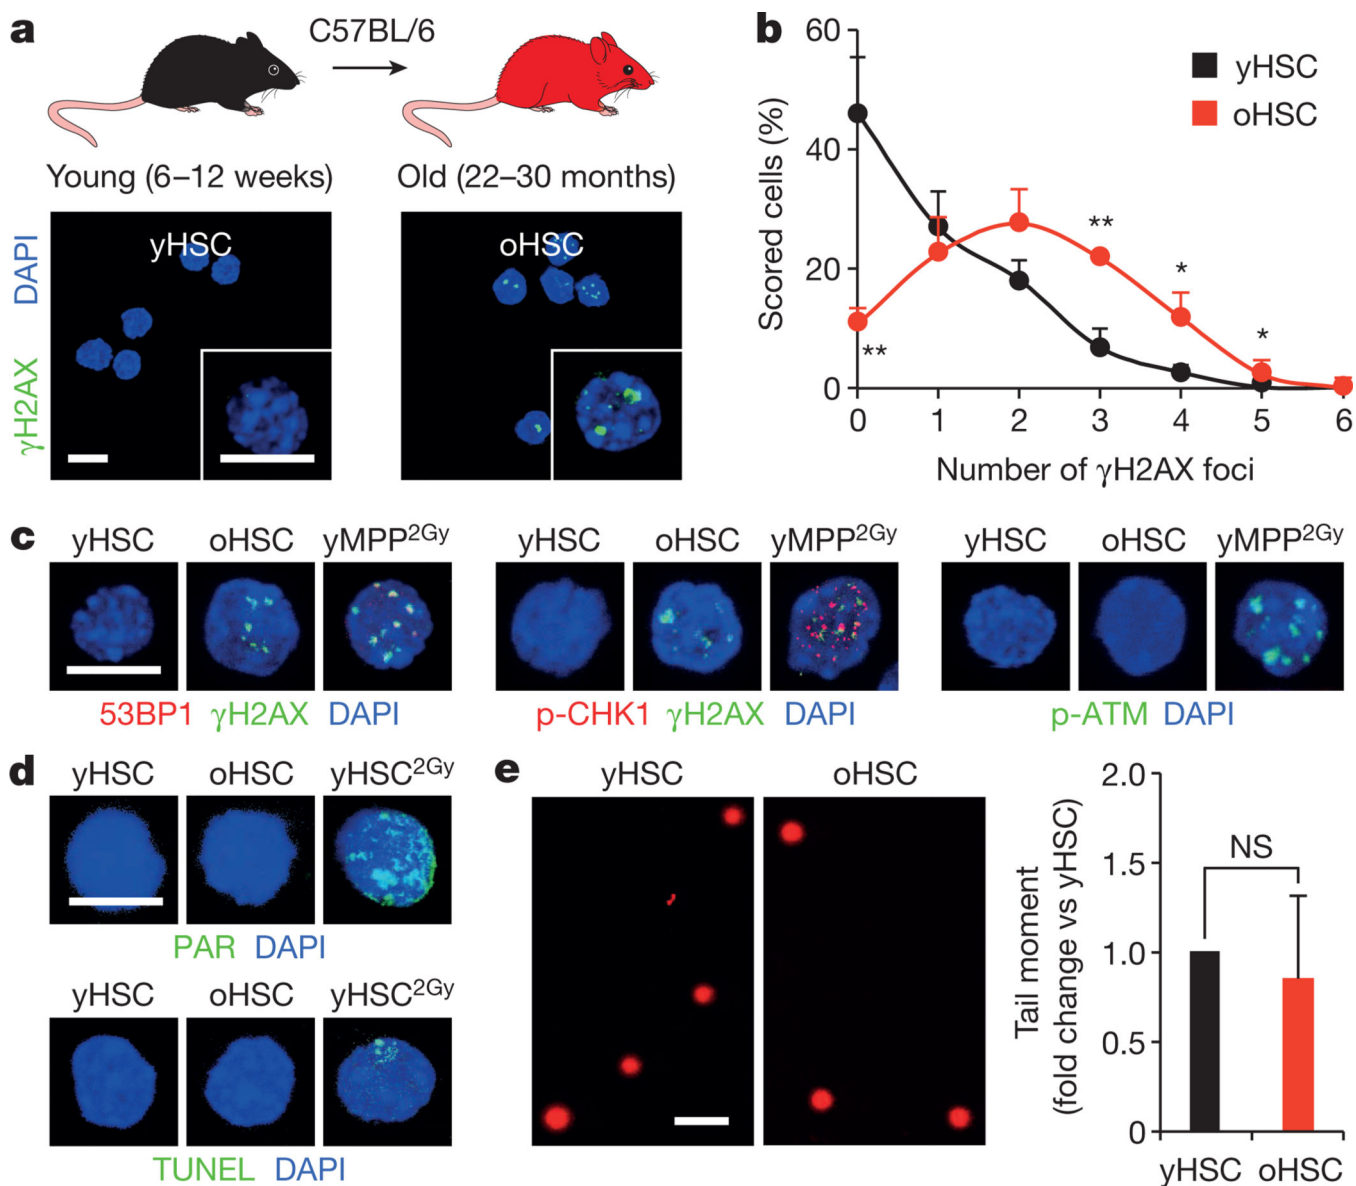 a
C57BL/6
Young (6–12 weeks)
Old (22–30 months)
γH2AX DAPI
yHSC
oHSC
b
60
40
20
0
Scored cells (%)
yHSC
oHSC
**
**
*
*
0 1 2 3 4 5 6
Number of γH2AX foci
c
yHSC oHSC yMPP2Gy
53BP1 γH2AX DAPI
yHSC oHSC yMPP2Gy
p-CHK1 γH2AX DAPI
yHSC oHSC yMPP2Gy
p-ATM DAPI
d
yHSC oHSC yHSC2Gy
PAR DAPI
yHSC oHSC yHSC2Gy
TUNEL DAPI
e
yHSC oHSC
Tail moment
(fold change vs yHSC)
2.0
1.5
1.0
0.5
0
NS
yHSC oHSC